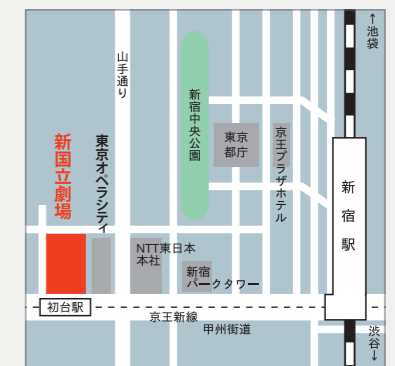 ↑池袋
山手通り
新宿中央公園
東京
都庁
京王プラザホテル
新宿駅
新国立劇場
東京オペラシティ
NTT東日本
本社
新宿
パークタワー
初台駅
京王新線
甲州街道
渋谷↓